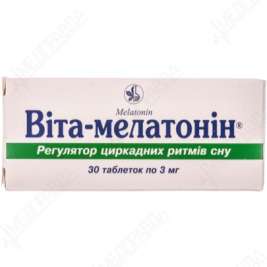 Melatonin
Віта-мелатонін®
Регулятор циркадних ритмів сну
30 таблеток по 3 мг